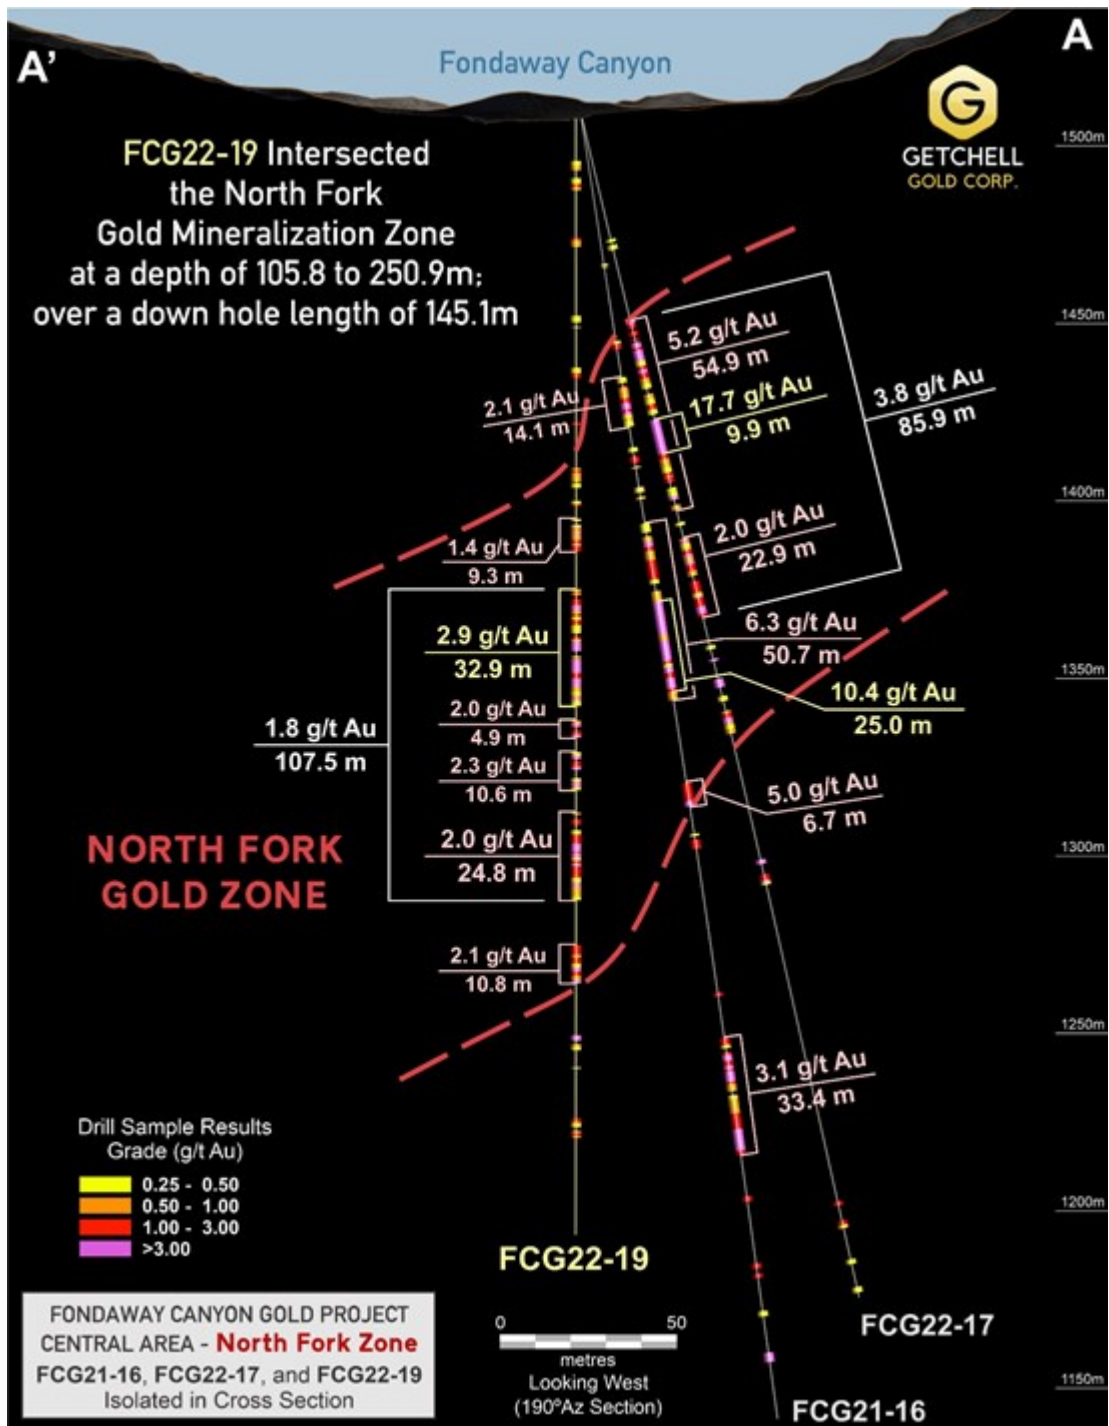 A’
A
Fondaway Canyon
GETCHELL
GOLD CORP.
FCG22-19 Intersected
the North Fork
Gold Mineralization Zone
at a depth of 105.8 to 250.9m;
over a down hole length of 145.1m
1500m
1450m
1400m
1350m
1300m
1250m
1200m
1150m
5.2 g/t Au
54.9 m
17.7 g/t Au
9.9 m
3.8 g/t Au
85.9 m
2.1 g/t Au
14.1 m
2.0 g/t Au
22.9 m
1.4 g/t Au
9.3 m
6.3 g/t Au
50.7 m
10.4 g/t Au
25.0 m
2.9 g/t Au
32.9 m
2.0 g/t Au
4.9 m
1.8 g/t Au
107.5 m
2.3 g/t Au
10.6 m
5.0 g/t Au
6.7 m
2.0 g/t Au
24.8 m
NORTH FORK
GOLD ZONE
2.1 g/t Au
10.8 m
3.1 g/t Au
33.4 m
Drill Sample Results
Grade (g/t Au)
0.25 - 0.50
0.50 - 1.00
1.00 - 3.00
>3.00
FCG22-19
FCG22-17
FCG21-16
FONDAWAY CANYON GOLD PROJECT
CENTRAL AREA - North Fork Zone
FCG21-16, FCG22-17, and FCG22-19
Isolated in Cross Section
0 50
metres
Looking West
(190ºAz Section)